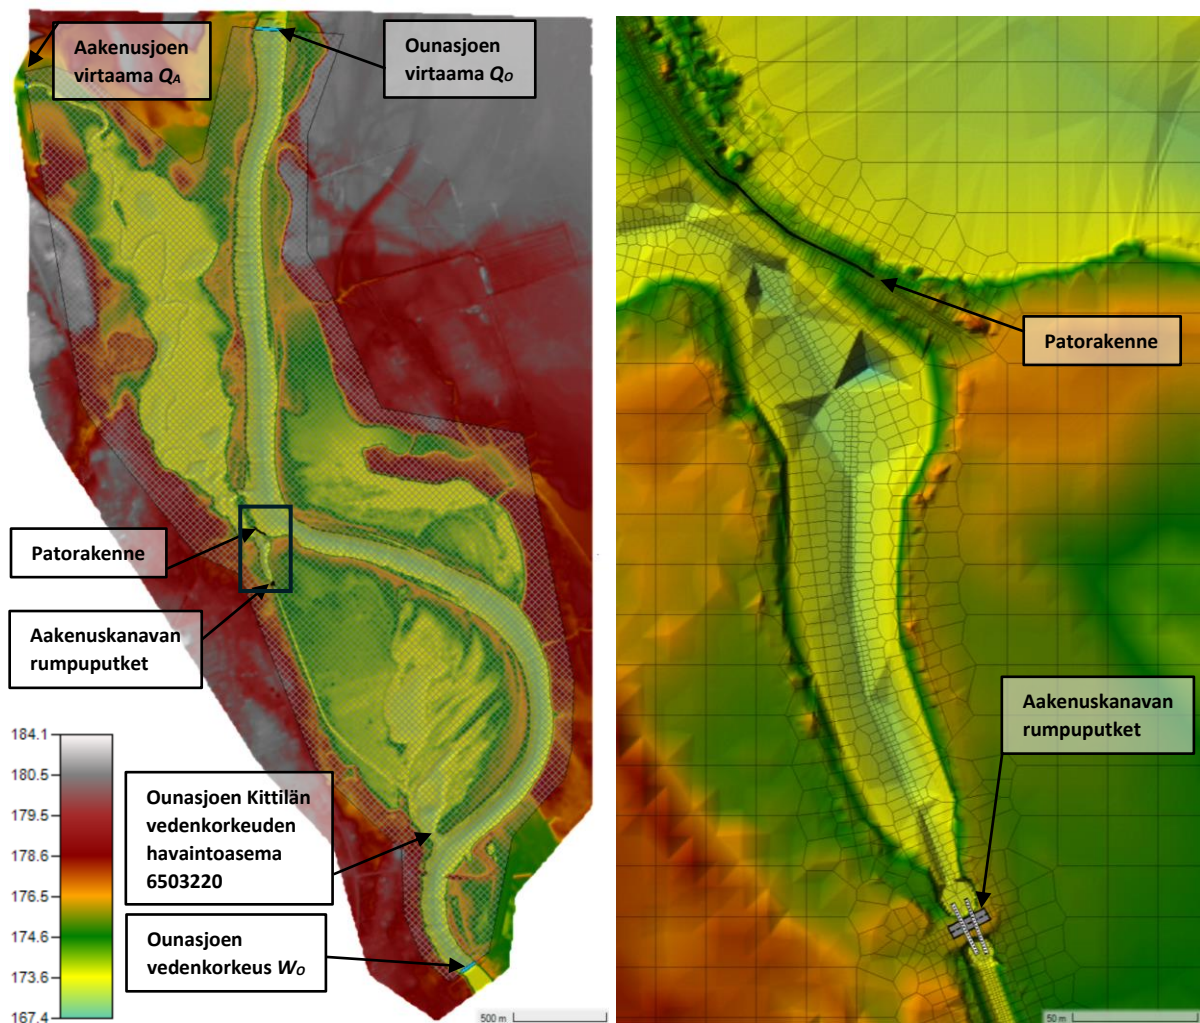 Aakenusjoen
virtaama QA
Ounasjoen
virtaama QO
Patorakenne
Aakenuskanavan
rumpuputket
184.1
180.5
179.5
178.6
176.5
174.6
173.6
167.4
Ounasjoen Kittilän
vedenkorkeuden
havaintoasema
6503220
Ounasjoen
vedenkorkeus WO
500 m
Patorakenne
Aakenuskanavan
rumpuputket
50 m